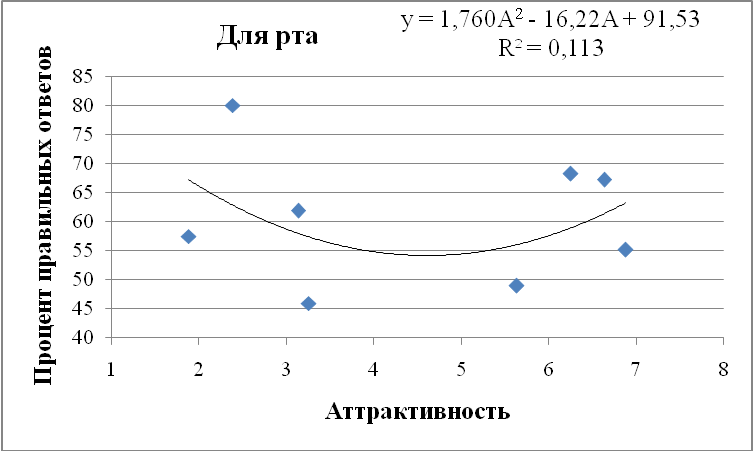 Для рта
y = 1,760A² - 16,22A + 91,53
R² = 0,113
Процент правильных ответов
85
80
75
70
65
60
55
50
45
40
1 2 3 4 5 6 7 8
Аттрактивность